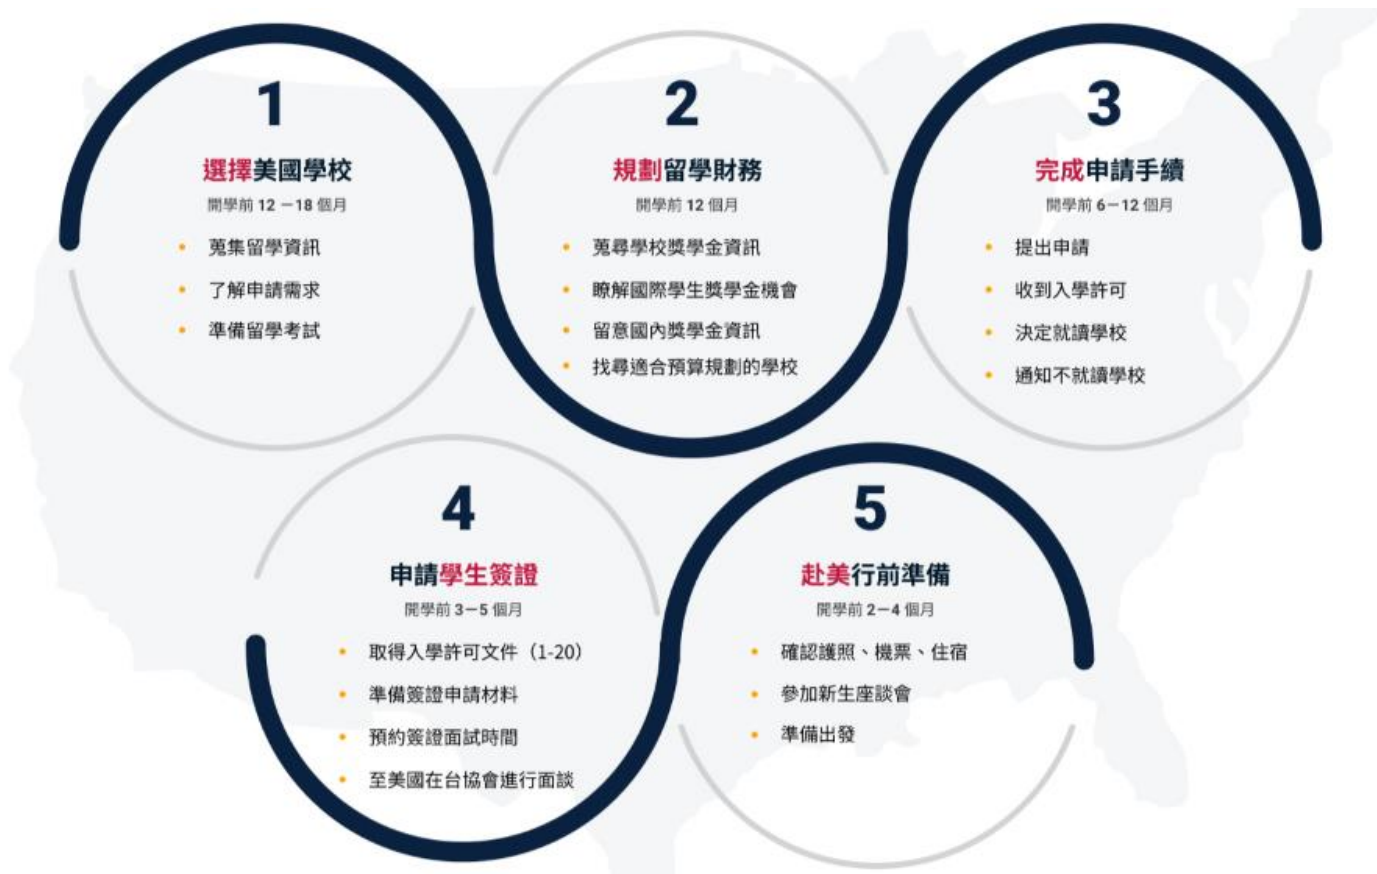 1
選擇美國學校
開學前 12 －18 個月
• 蒐集留學資訊
• 了解申請需求
• 準備留學考試
2
規劃留學財務
開學前 12 個月
• 蒐尋學校獎學金資訊
• 瞭解國際學生獎學金機會
• 留意國內獎學金資訊
• 找尋適合預算規劃的學校
3
完成申請手續
開學前 6－12 個月
• 提出申請
• 收到入學許可
• 決定就讀學校
• 通知不就讀學校
4
申請學生簽證
開學前 3－5 個月
• 取得入學許可文件（1-20）
• 準備簽證申請材料
• 預約簽證面試時間
• 至美國在台協會進行面談
5
赴美行前準備
開學前 2－4 個月
• 確認護照、機票、住宿
• 參加新生座談會
• 準備出發